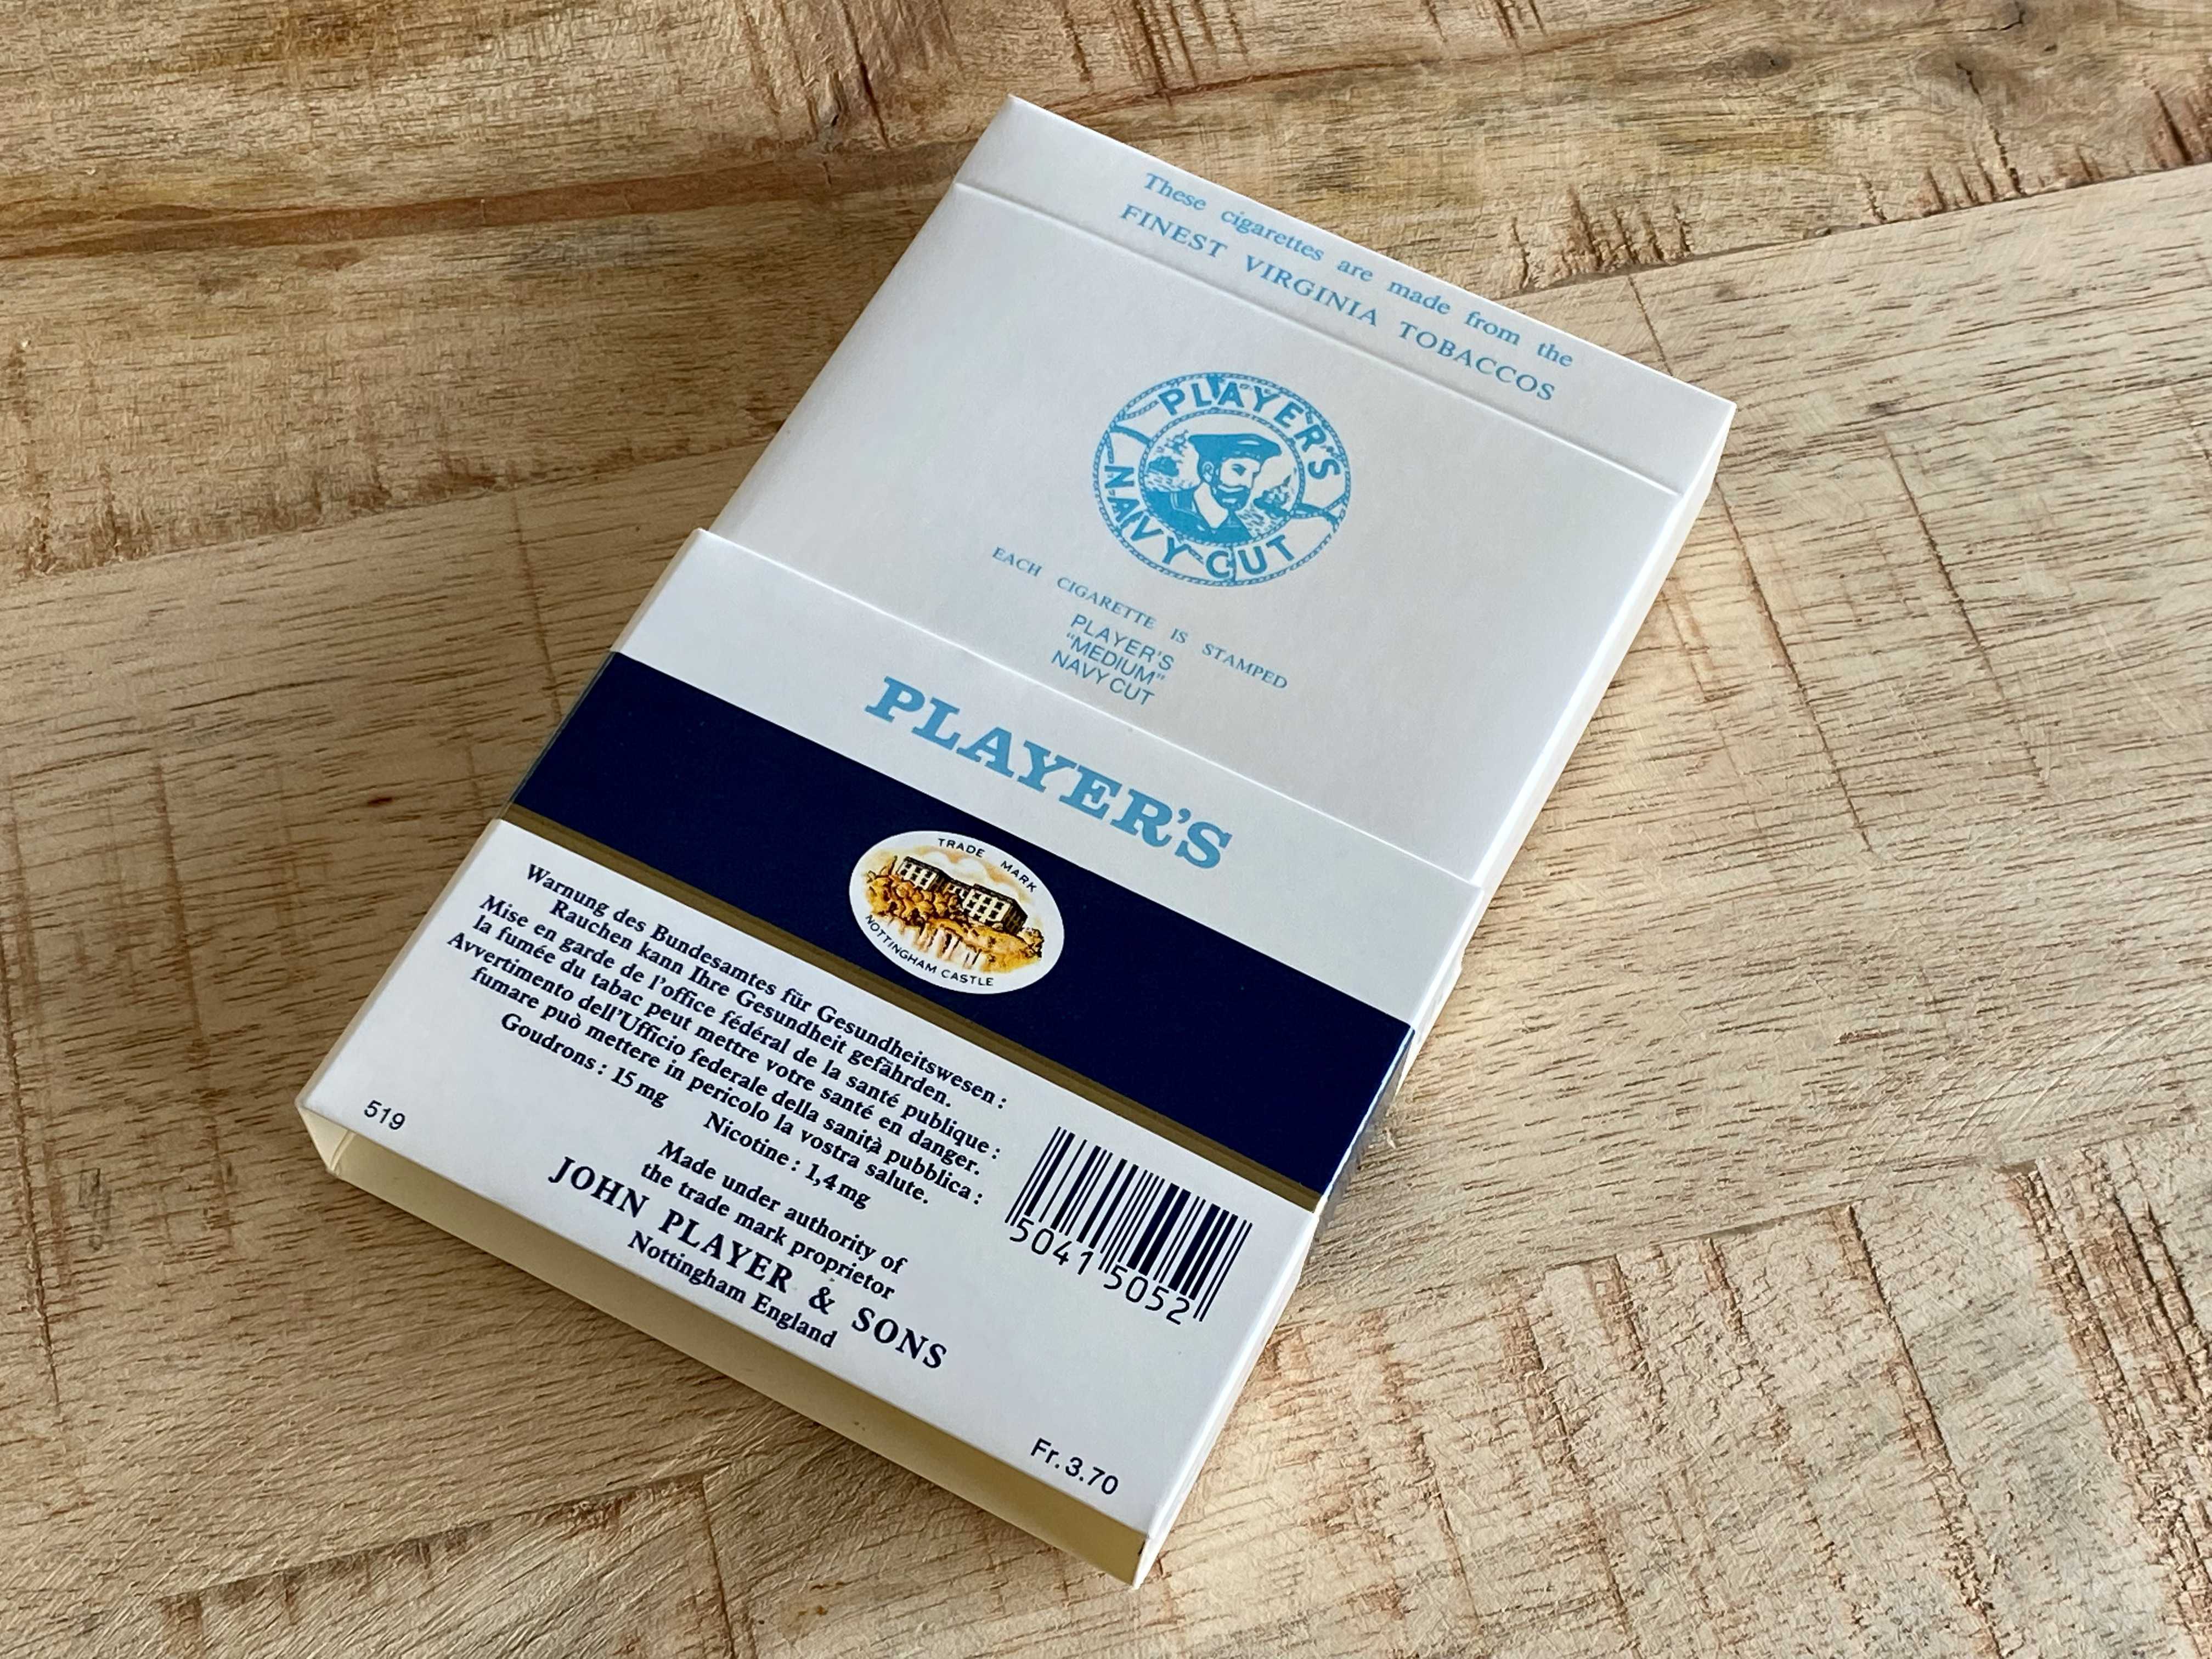 These cigarettes are made from the
FINEST VIRGINIA TOBACCOS
PLAYER'S
NAVY CUT
EACH CIGARETTE IS STAMPED
PLAYER'S
"MEDIUM"
NAVY CUT
PLAYER'S
TRADE MARK
NOTTINGHAM CASTLE
Warnung des Bundesamtes für Gesundheitswesen :
Rauchen kann Ihre Gesundheit gefährden.
Mise en garde de l'office fédéral de la santé publique :
la fumée du tabac peut mettre votre santé en danger.
Avvertimento dell'Ufficio federale della sanità pubblica :
fumare può mettere in pericolo la vostra salute.
Goudrons : 15 mg Nicotine : 1,4 mg
519
Made under authority of
the trade mark proprietor
JOHN PLAYER & SONS
Nottingham England
5041 5052
Fr. 3.70